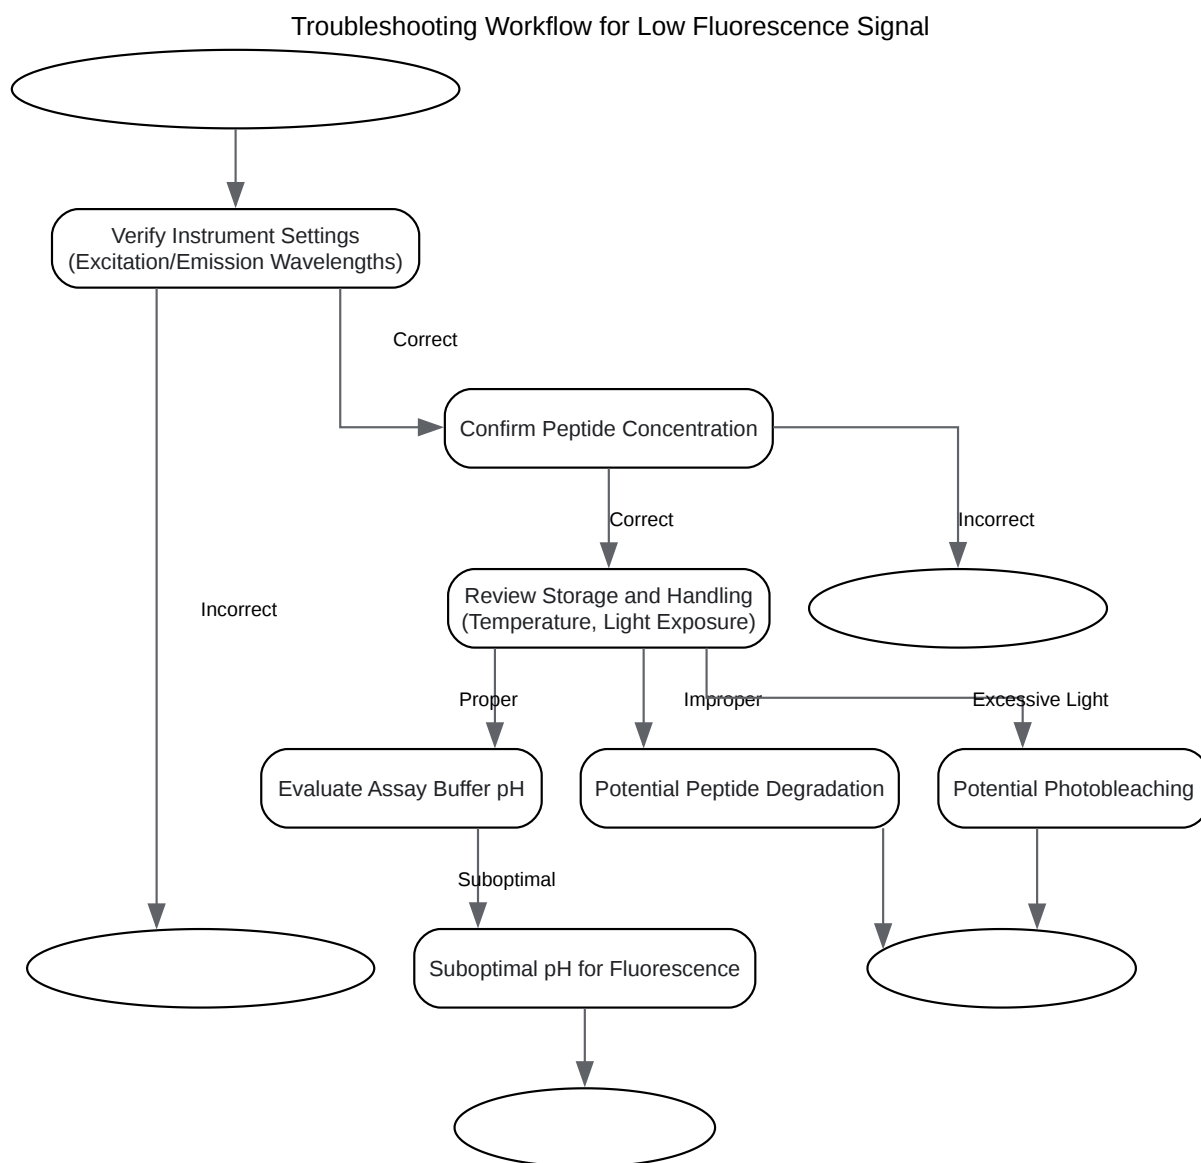 Troubleshooting Workflow for Low Fluorescence Signal
Verify Instrument Settings
(Excitation/Emission Wavelengths)
Correct
Confirm Peptide Concentration
Correct
Incorrect
Review Storage and Handling
(Temperature, Light Exposure)
Incorrect
Proper
Improper
Excessive Light
Evaluate Assay Buffer pH
Potential Peptide Degradation
Potential Photobleaching
Suboptimal
Suboptimal pH for Fluorescence